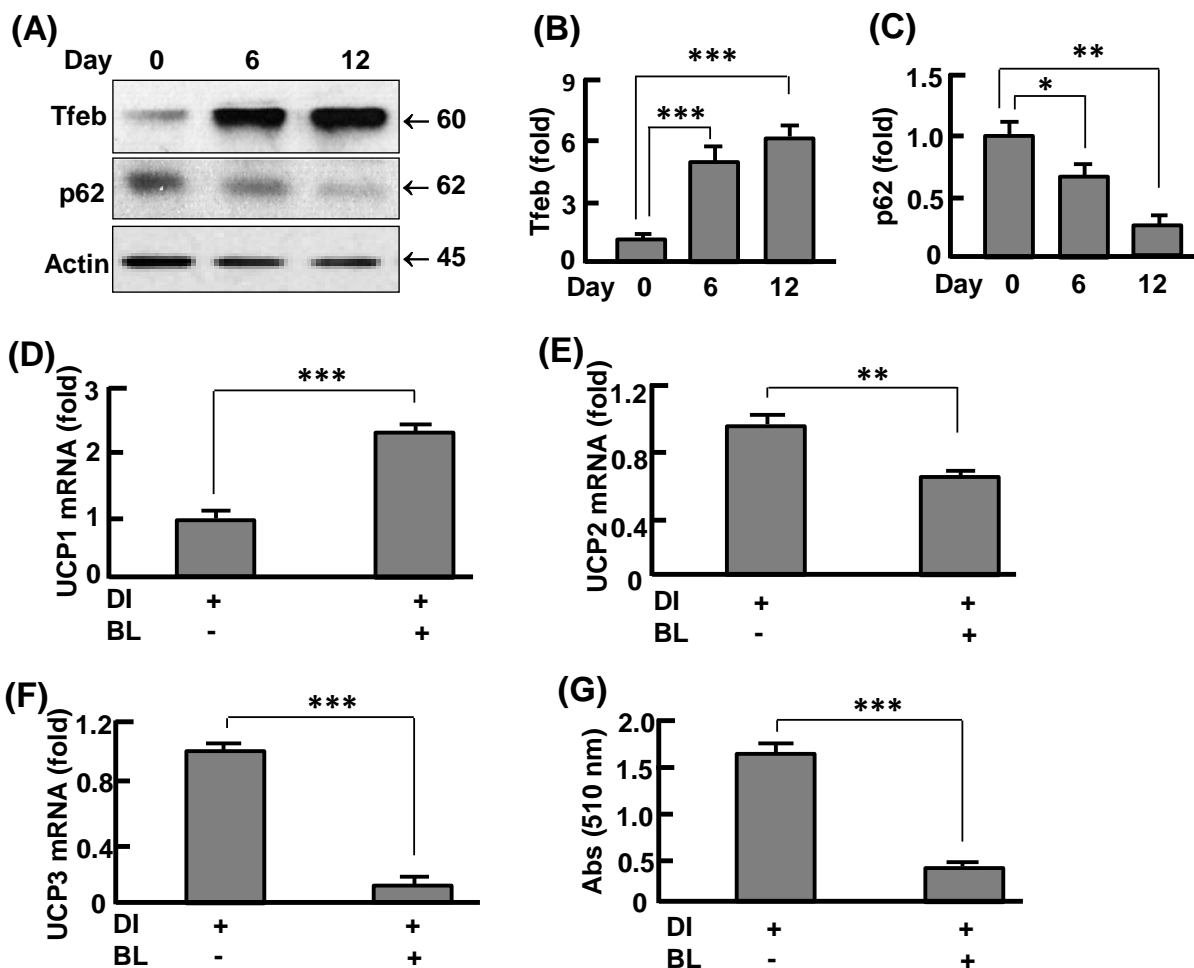 (A)
Day 0 6 12
Tfeb ← 60
p62 ← 62
Actin ← 45
(B)
Tfeb (fold)
9
6
3
0
***
***
Day 0 6 12
(C)
p62 (fold)
1.5
1.0
0.5
0
**
*
Day 0 6 12
(D)
UCP1 mRNA (fold)
3
2
1
0
***
DI + +
BL - +
(E)
UCP2 mRNA (fold)
1.2
0.8
0.4
0
**
DI + +
BL - +
(F)
UCP3 mRNA (fold)
1.2
0.8
0.4
0
***
DI + +
BL - +
(G)
Abs (510 nm)
2.0
1.5
0.5
0
***
DI + +
BL - +